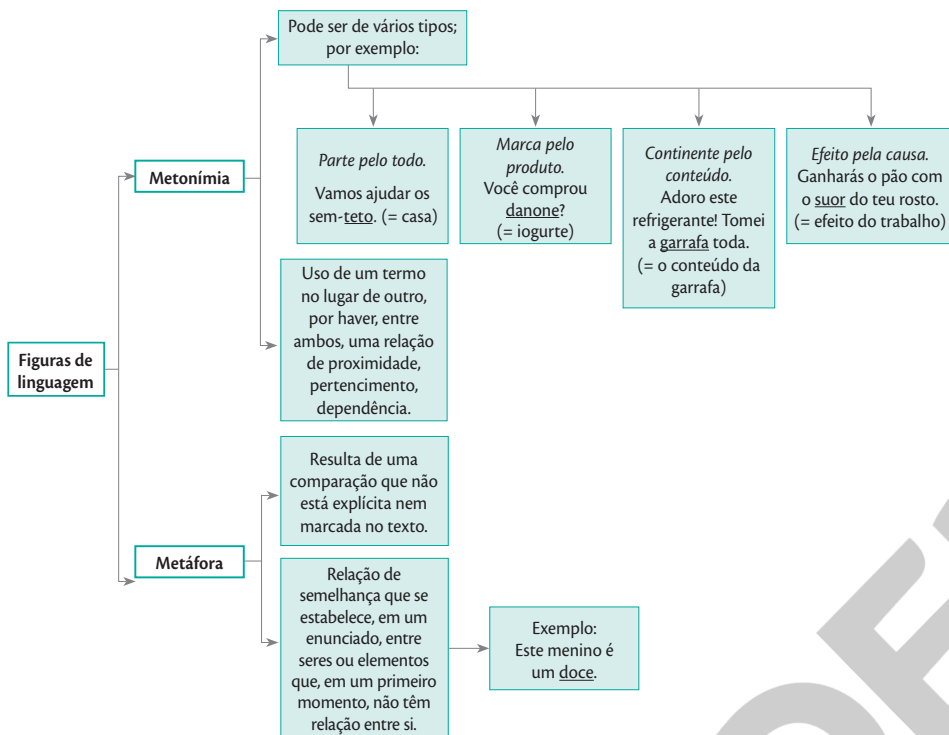 Pode ser de vários tipos;
por exemplo:
Metonímia
Parte pelo todo.
Vamos ajudar os
sem-teto. (= casa)
Marca pelo
produto.
Você comprou
danone?
(= iogurte)
Continente pelo
conteúdo.
Adoro este
refrigerante! Tomei
a garrafa toda.
(= o conteúdo da
garrafa)
Efeito pela causa.
Ganharás o pão com
o suor do teu rosto.
(= efeito do trabalho)
Uso de um termo
no lugar de outro,
por haver, entre
ambos, uma relação
de proximidade,
pertencimento,
dependência.
Figuras de
linguagem
Resulta de uma
comparação que não
está explícita nem
marcada no texto.
Metáfora
Relação de
semelhança que se
estabelece, em um
enunciado, entre
seres ou elementos
que, em um primeiro
momento, não têm
relação entre si.
Exemplo:
Este menino é
um doce.